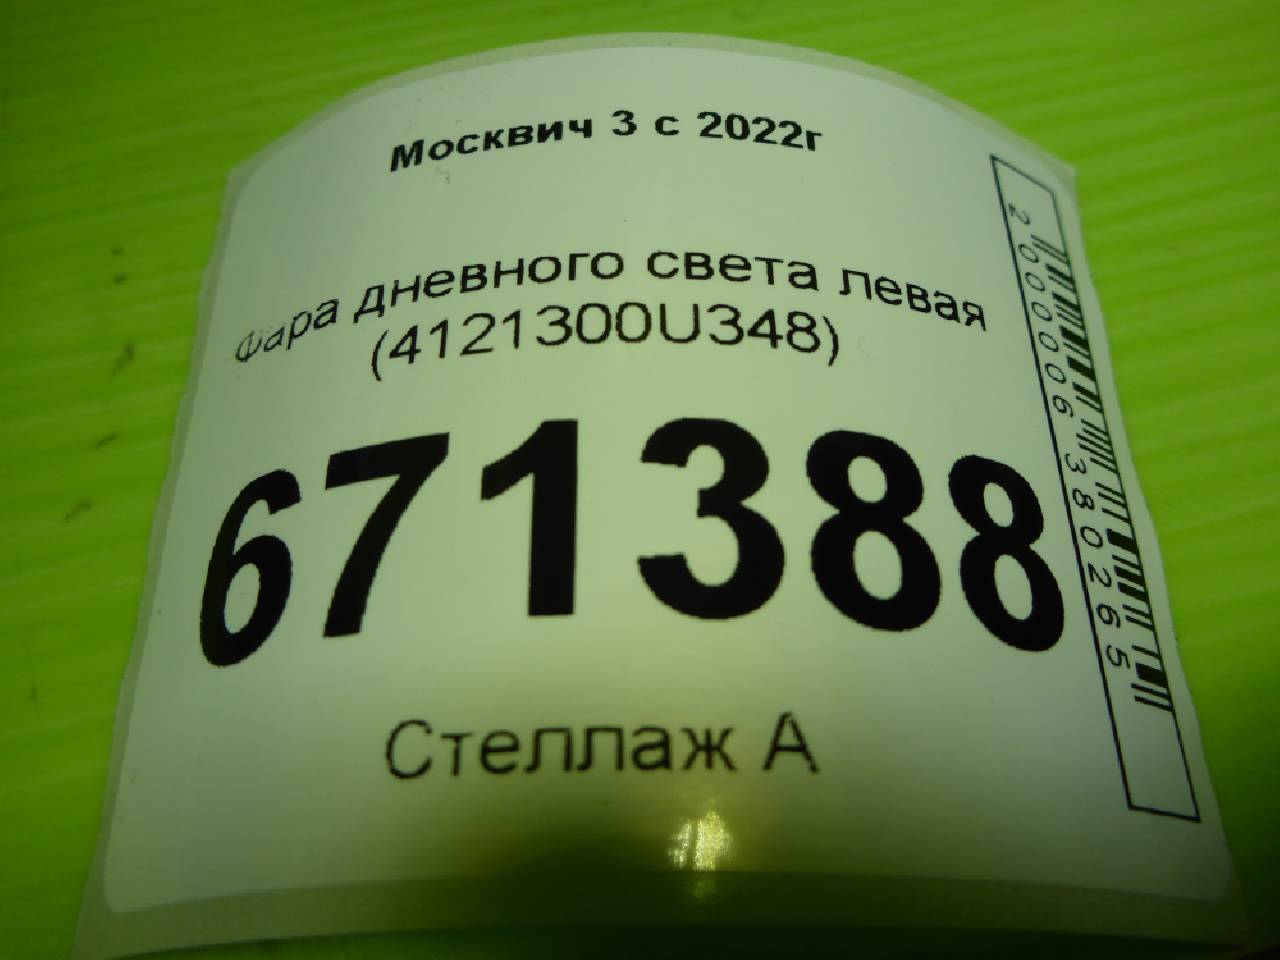 Москвич 3 с 2022г
Фара дневного света левая
(4121300U348)
671388
Стеллаж А
2000006380265